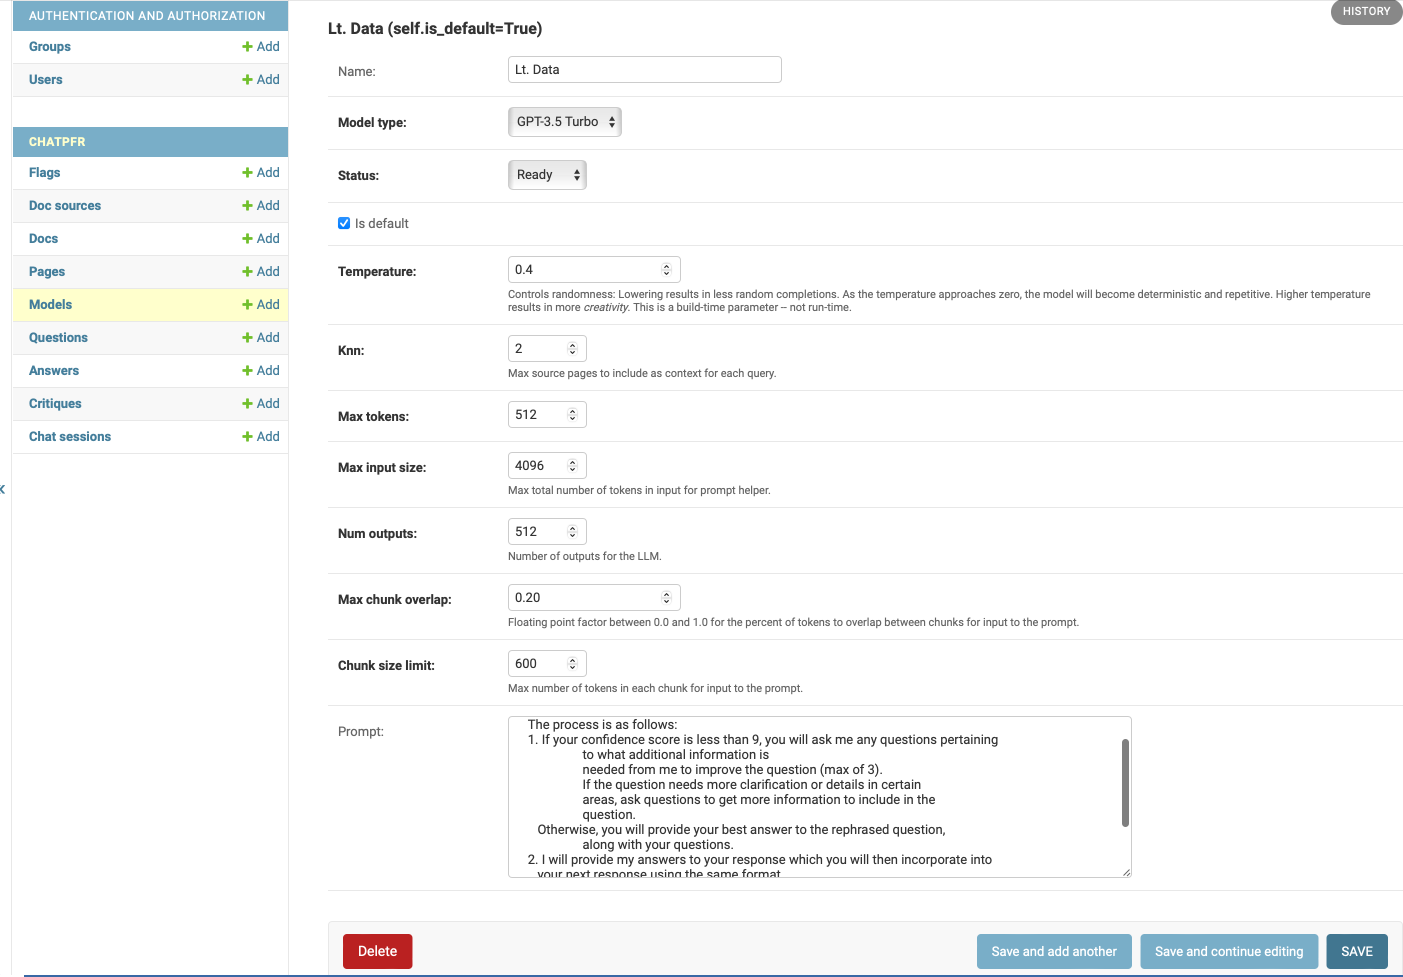 AUTHENTICATION AND AUTHORIZATION
Groups + Add
Users + Add
CHATPFR
Flags + Add
Doc sources + Add
Docs + Add
Pages + Add
Models + Add
Questions + Add
Answers + Add
Critiques + Add
Chat sessions + Add
HISTORY
Lt. Data (self.is_default=True)
Name: Lt. Data
Model type: GPT-3.5 Turbo
Status: Ready
Is default
Temperature: 0.4
Controls randomness: Lowering results in less random completions. As the temperature approaches zero, the model will become deterministic and repetitive. Higher temperature
results in more creativity. This is a build-time parameter – not run-time.
Knn: 2
Max source pages to include as context for each query.
Max tokens: 512
Max input size: 4096
Max total number of tokens in input for prompt helper.
Num outputs: 512
Number of outputs for the LLM.
Max chunk overlap: 0.20
Floating point factor between 0.0 and 1.0 for the percent of tokens to overlap between chunks for input to the prompt.
Chunk size limit: 600
Max number of tokens in each chunk for input to the prompt.
Prompt:
The process is as follows:
1. If your confidence score is less than 9, you will ask me any questions pertaining
to what additional information is
needed from me to improve the question (max of 3).
If the question needs more clarification or details in certain
areas, ask questions to get more information to include in the
question.
Otherwise, you will provide your best answer to the rephrased question,
along with your questions.
2. I will provide my answers to your response which you will then incorporate into
your next response using the same format
Delete
Save and add another
Save and continue editing
SAVE